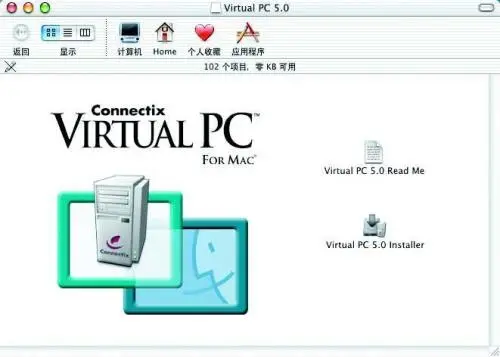 Virtual PC 5.0
返回
显示
计算机
Home
个人收藏
应用程序
102 个项目, 零 KB 可用
Connectix
VIRTUAL PC™
FOR MAC®
Connectix
Virtual PC 5.0 Read Me
Virtual PC 5.0 Installer